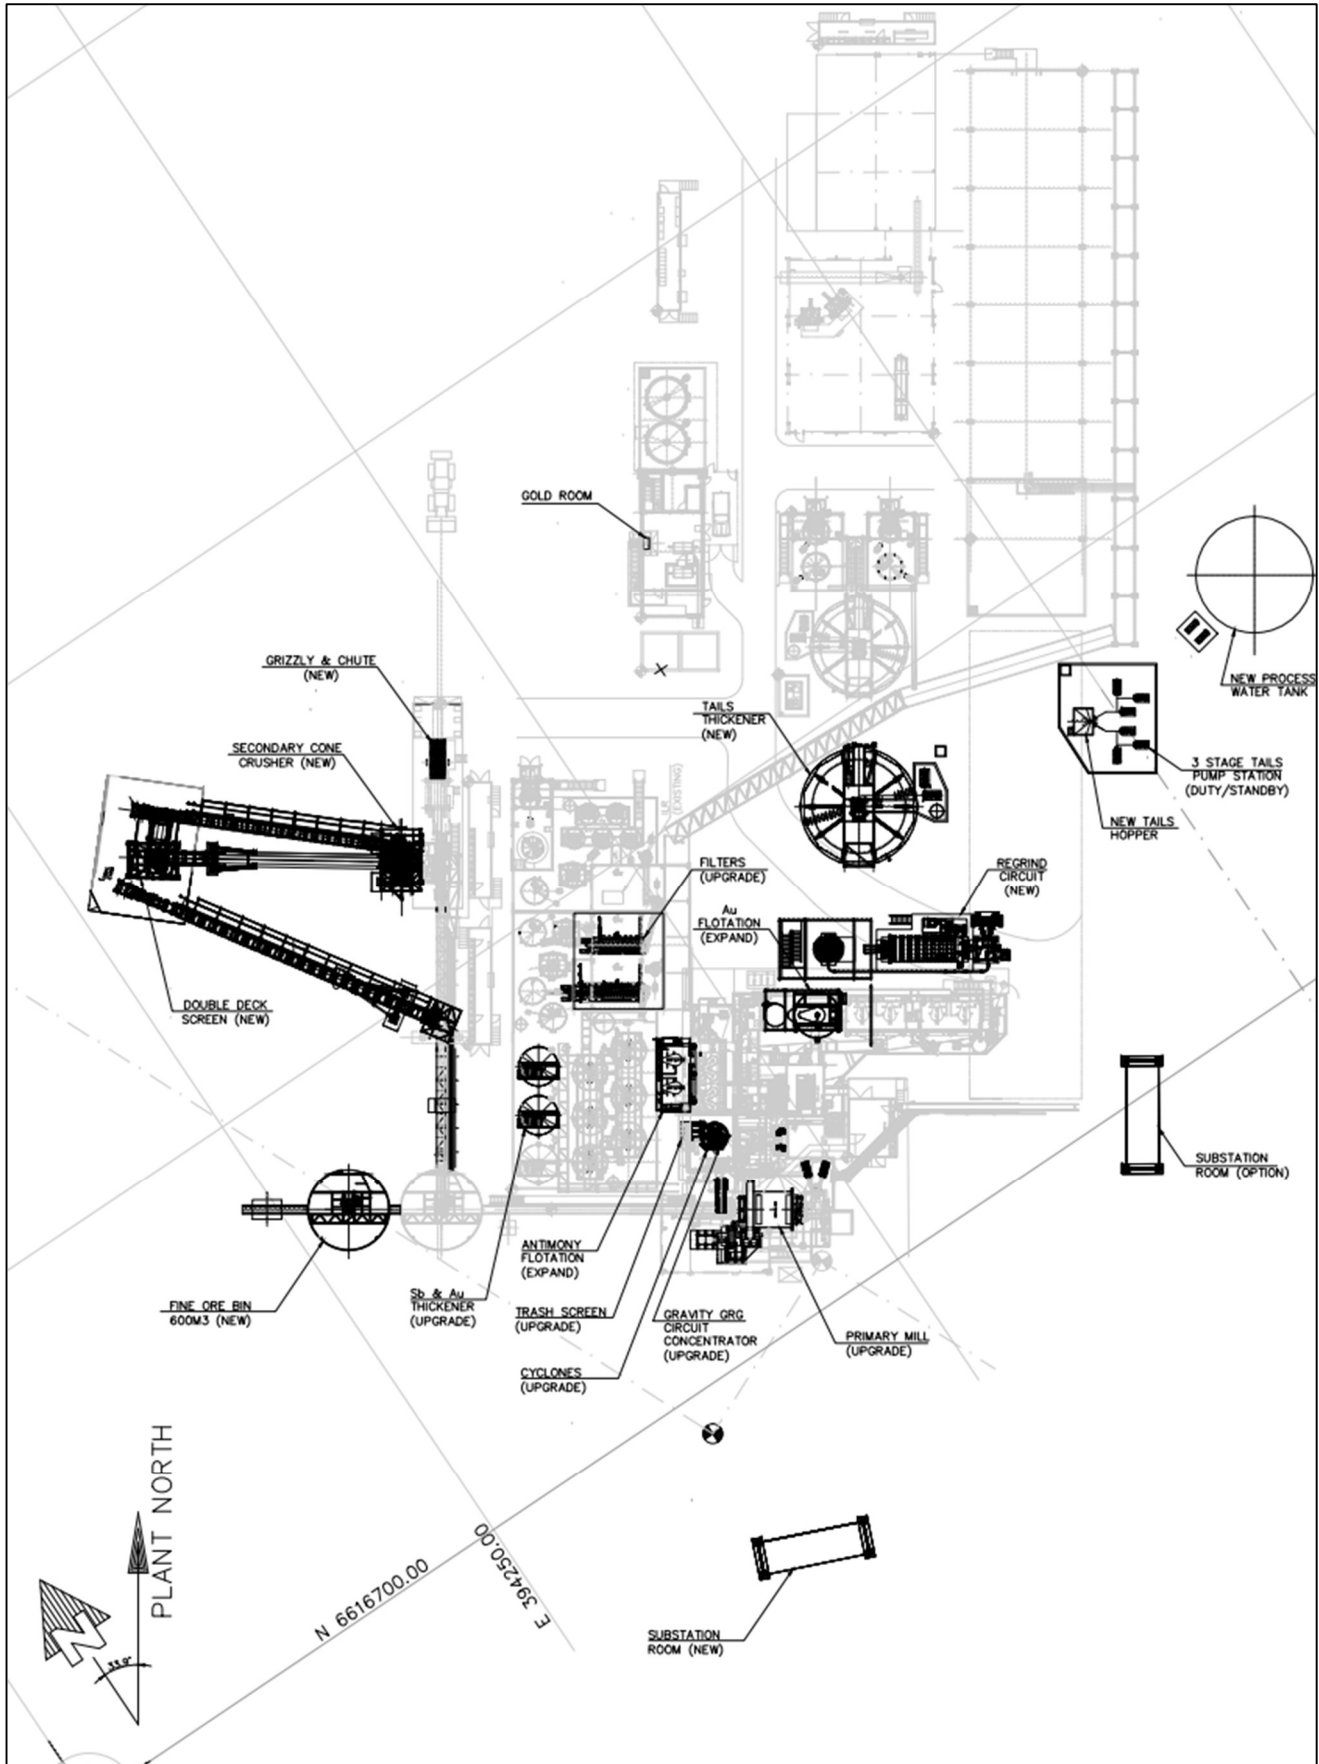 GOLD ROOM
GRIZZLY & CHUTE
(NEW)
SECONDARY CONE
CRUSHER (NEW)
TAILS
THICKENER
(NEW)
NEW PROCESS
WATER TANK
3 STAGE TAILS
PUMP STATION
(DUTY/STANDBY)
NEW TAILS
HOPPER
(EXISTING)
FILTERS
(UPGRADE)
REGRIND
CIRCUIT
(NEW)
Au
FLOTATION
(EXPAND)
DOUBLE DECK
SCREEN (NEW)
SUBSTATION
ROOM (OPTION)
FINE ORE BIN
600M3 (NEW)
Sb & Au
THICKENER
(UPGRADE)
ANTIMONY
FLOTATION
(EXPAND)
TRASH SCREEN
(UPGRADE)
CYCLONES
(UPGRADE)
GRAVITY GRG
CIRCUIT
CONCENTRATOR
(UPGRADE)
PRIMARY MILL
(UPGRADE)
PLANT NORTH
N
N 6616700.00
E 394250.00
SUBSTATION
ROOM (NEW)